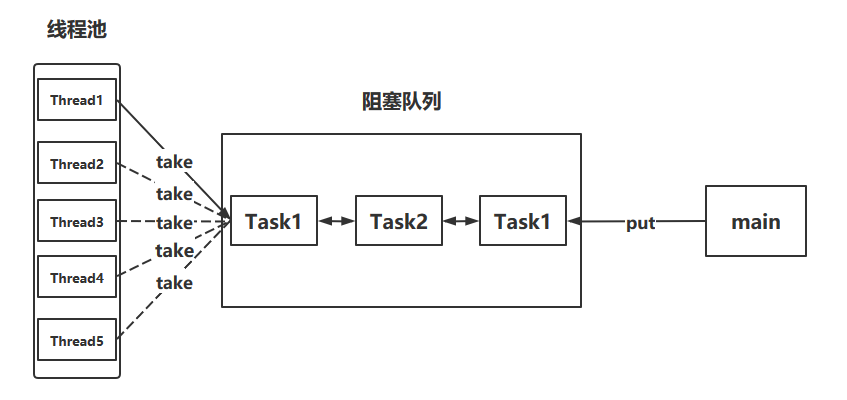 线程池
阻塞队列
Thread1
Thread2
Thread3
Thread4
Thread5
take
take
take
take
take
Task1
Task2
Task1
put
main